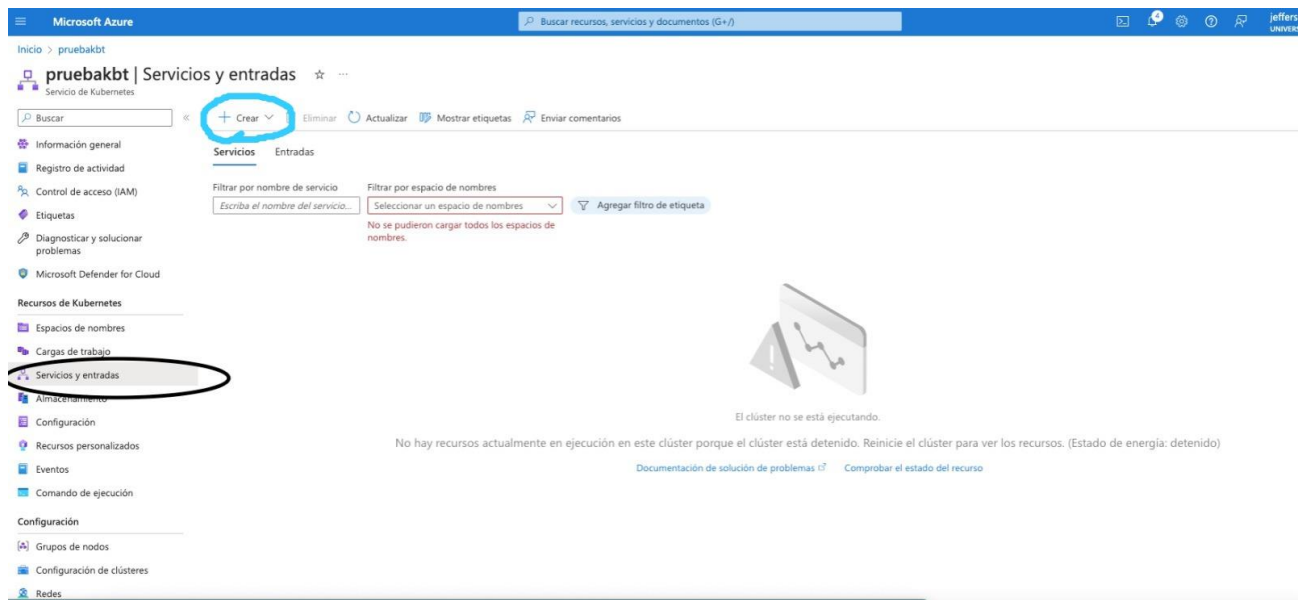 Microsoft Azure
Buscar recursos, servicios y documentos (G+/)
4
jeffers
UNIVERS
Inicio > pruebakbt
pruebakbt | Servicios y entradas
Servicio de Kubernetes
Buscar
Crear
Eliminar
Actualizar
Mostrar etiquetas
Enviar comentarios
Información general
Registro de actividad
Control de acceso (IAM)
Etiquetas
Diagnosticar y solucionar
problemas
Microsoft Defender for Cloud
Recursos de Kubernetes
Espacios de nombres
Cargas de trabajo
Servicios y entradas
Almacenamiento
Configuración
Recursos personalizados
Eventos
Comando de ejecución
Configuración
Grupos de nodos
Configuración de clústeres
Redes
Servicios Entradas
Filtrar por nombre de servicio
Escriba el nombre del servicio...
Filtrar por espacio de nombres
Seleccionar un espacio de nombres
No se pudieron cargar todos los espacios de
nombres.
Agregar filtro de etiqueta
El clúster no se está ejecutando.
No hay recursos actualmente en ejecución en este clúster porque el clúster está detenido. Reinicie el clúster para ver los recursos. (Estado de energía: detenido)
Documentación de solución de problemas Comprobar el estado del recurso